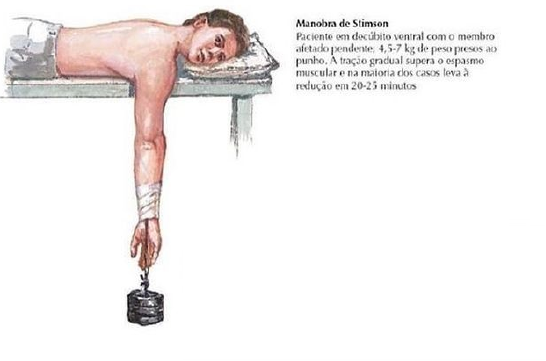 Manobra de Stimson
Paciente em decúbito ventral com o membro
afetado pendente, 4,5-7 kg de peso presos ao
punho. A tração gradual supera o espasmo
muscular e na maioria dos casos leva à
redução em 20-25 minutos